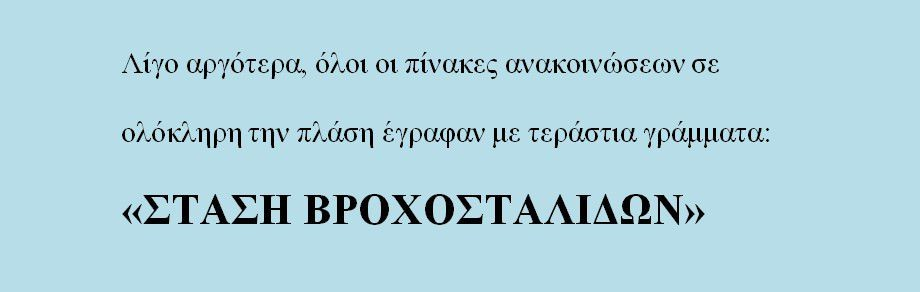 Λίγο αργότερα, όλοι οι πίνακες ανακοινώσεων σε
ολόκληρη την πλάση έγραφαν με τεράστια γράμματα:
«ΣΤΑΣΗ ΒΡΟΧΟΣΤΑΛΙΔΩΝ»